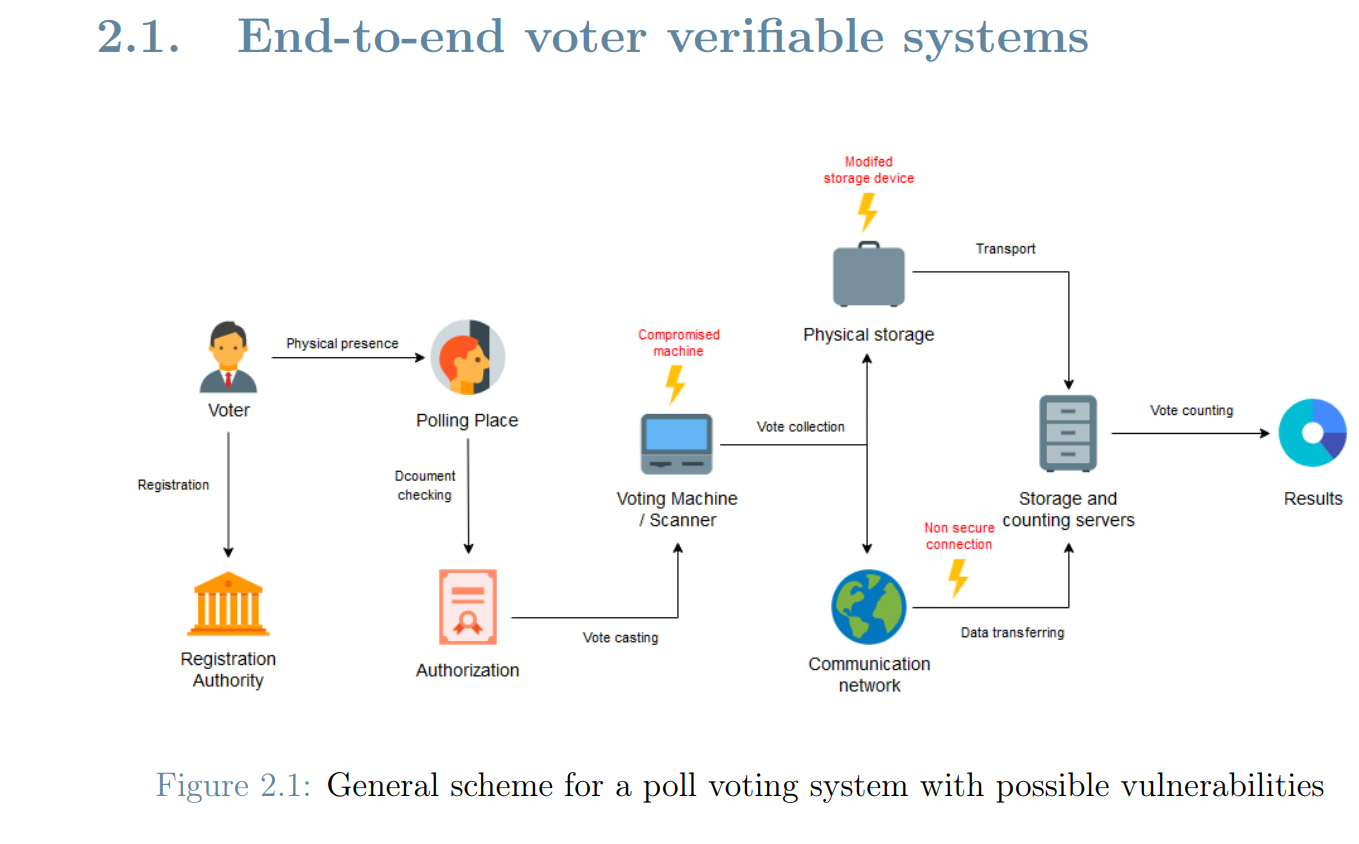 2.1. End-to-end voter verifiable systems
Modifed
storage device
Transport
Physical storage
Compromised
machine
Physical presence
Voter
Polling Place
Vote collection
Vote counting
Registration
Dcoument
checking
Voting Machine
/ Scanner
Storage and
counting servers
Results
Non secure
connection
Vote casting
Data transferring
Registration
Authority
Authorization
Communication
network
Figure 2.1: General scheme for a poll voting system with possible vulnerabilities